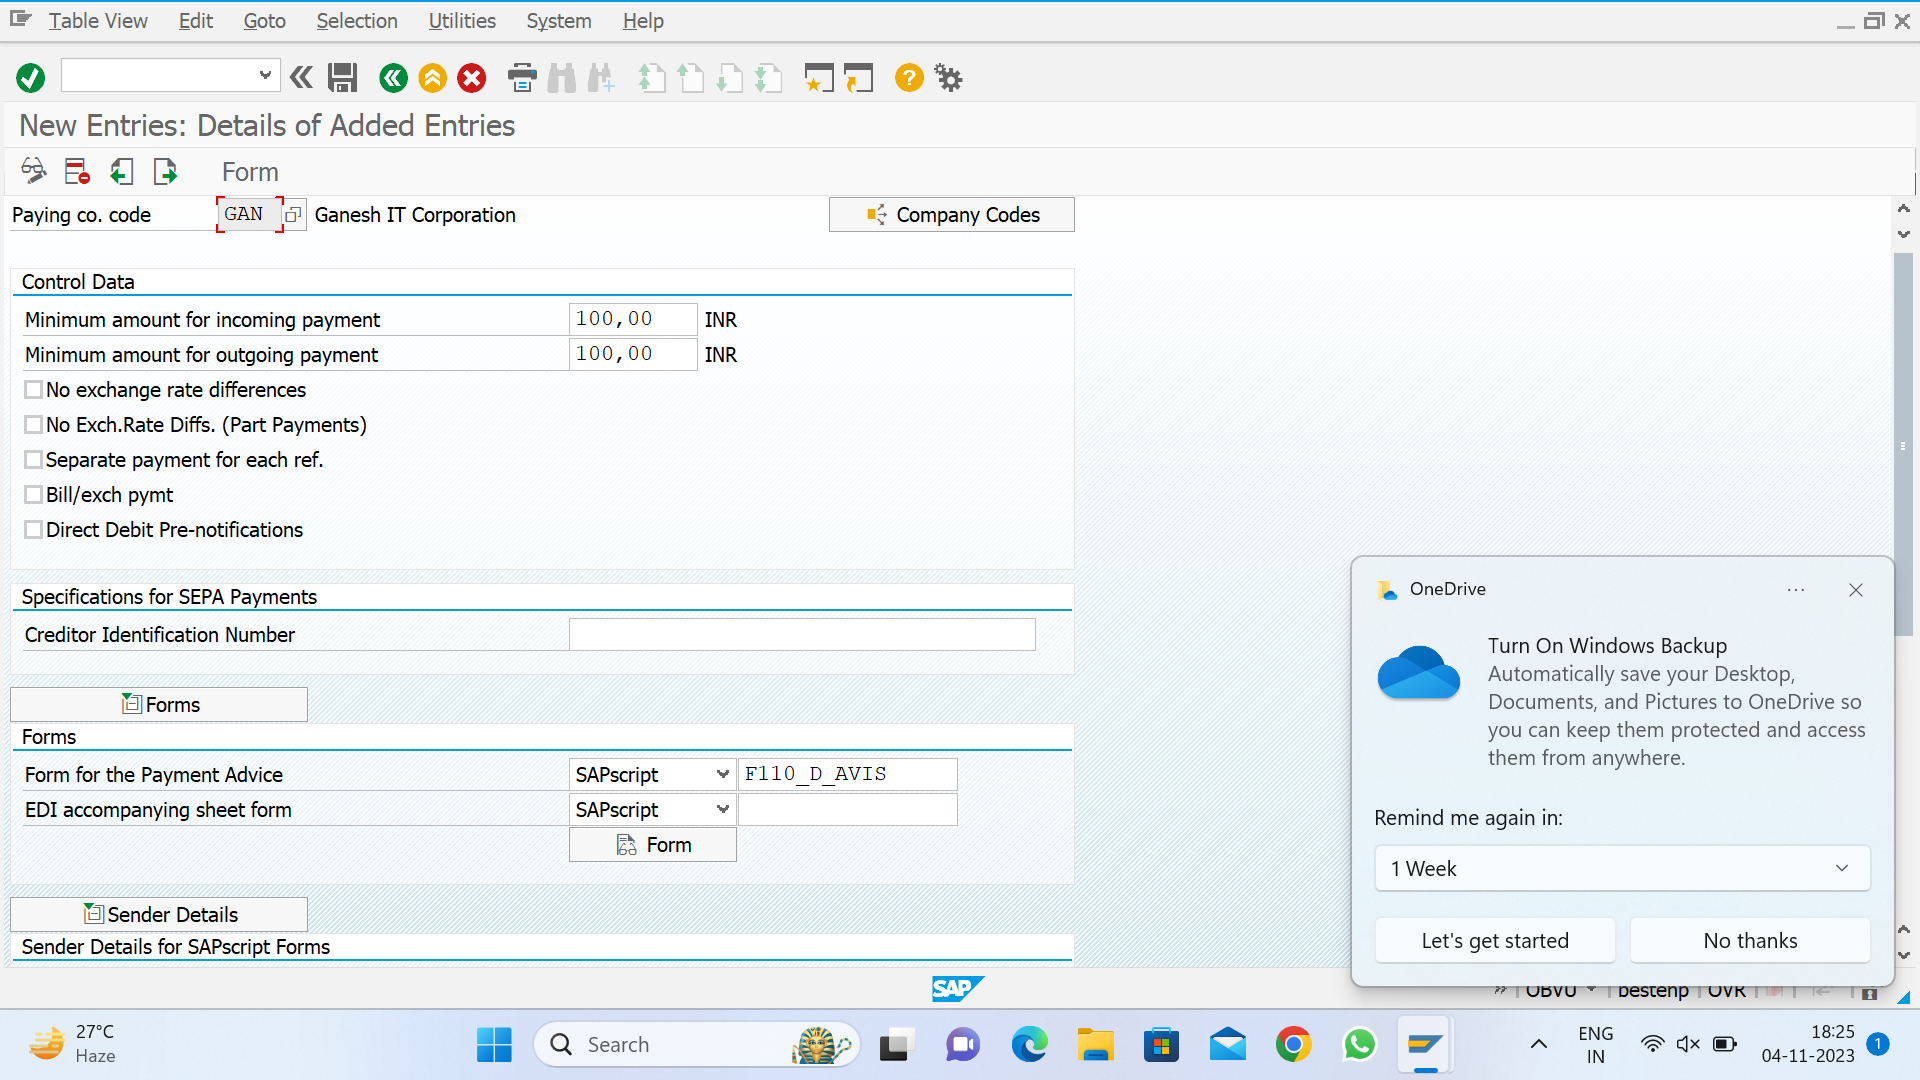 Table View Edit Goto Selection Utilities System Help
New Entries: Details of Added Entries
Form
Paying co. code GAN Ganesh IT Corporation Company Codes
Control Data
Minimum amount for incoming payment 100,00 INR
Minimum amount for outgoing payment 100,00 INR
No exchange rate differences
No Exch.Rate Diffs. (Part Payments)
Separate payment for each ref.
Bill/exch pymt
Direct Debit Pre-notifications
Specifications for SEPA Payments
Creditor Identification Number
Forms
Forms
Form for the Payment Advice SAPscript F110_D_AVIS
EDI accompanying sheet form SAPscript
Form
Sender Details
Sender Details for SAPscript Forms
OneDrive
Turn On Windows Backup
Automatically save your Desktop,
Documents, and Pictures to OneDrive so
you can keep them protected and access
them from anywhere.
Remind me again in:
1 Week
Let's get started No thanks
SAP OBVU bestenp OVR
27°C
Haze
Search
ENG
IN
18:25
04-11-2023
1